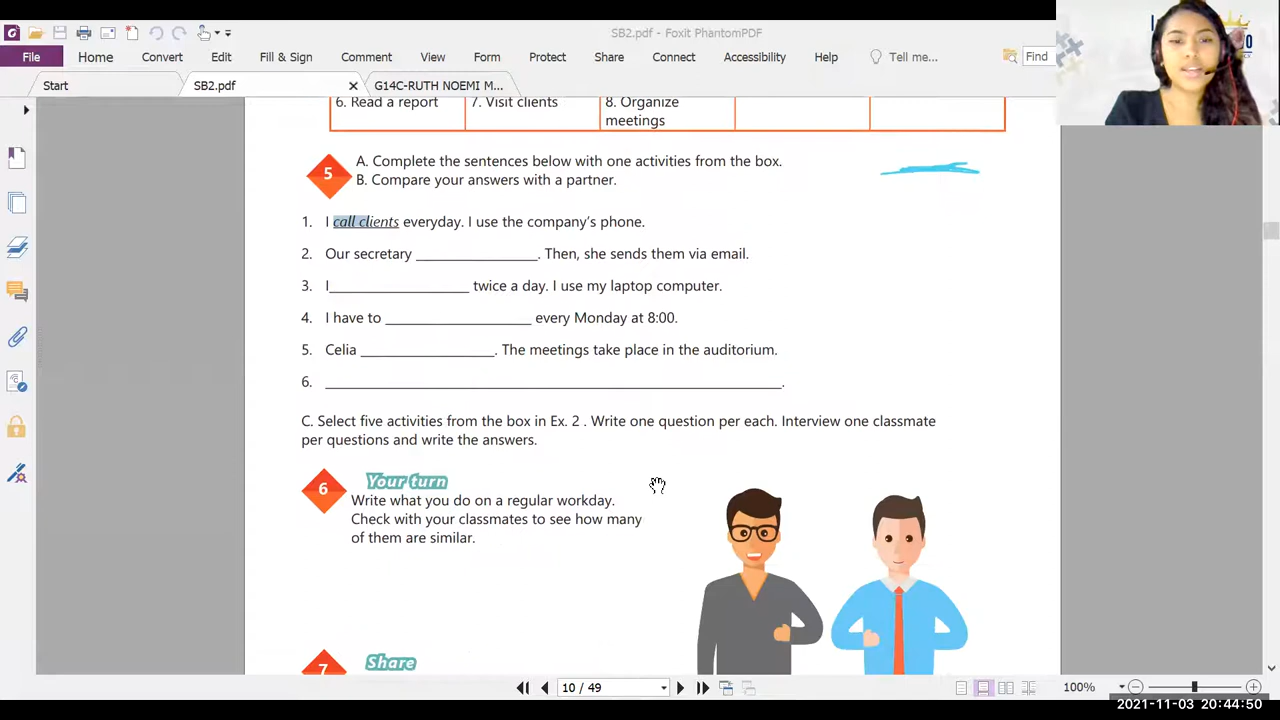 SB2.pdf - Foxit PhantomPDF
File Home Convert Edit Fill & Sign Comment View Form Protect Share Connect Accessibility Help Tell me... Find
Start SB2.pdf G14C-RUTH NOEMI M...
6. Read a report 7. Visit clients 8. Organize
meetings
5 A. Complete the sentences below with one activities from the box.
B. Compare your answers with a partner.
1. I call clients everyday. I use the company's phone.
2. Our secretary ________________. Then, she sends them via email.
3. I__________________ twice a day. I use my laptop computer.
4. I have to ___________________ every Monday at 8:00.
5. Celia _________________. The meetings take place in the auditorium.
6. ____________________________________________________________.
C. Select five activities from the box in Ex. 2 . Write one question per each. Interview one classmate
per questions and write the answers.
6 Your turn
Write what you do on a regular workday.
Check with your classmates to see how many
of them are similar.
7 Share
10 / 49 100%
2021-11-03 20:44:50